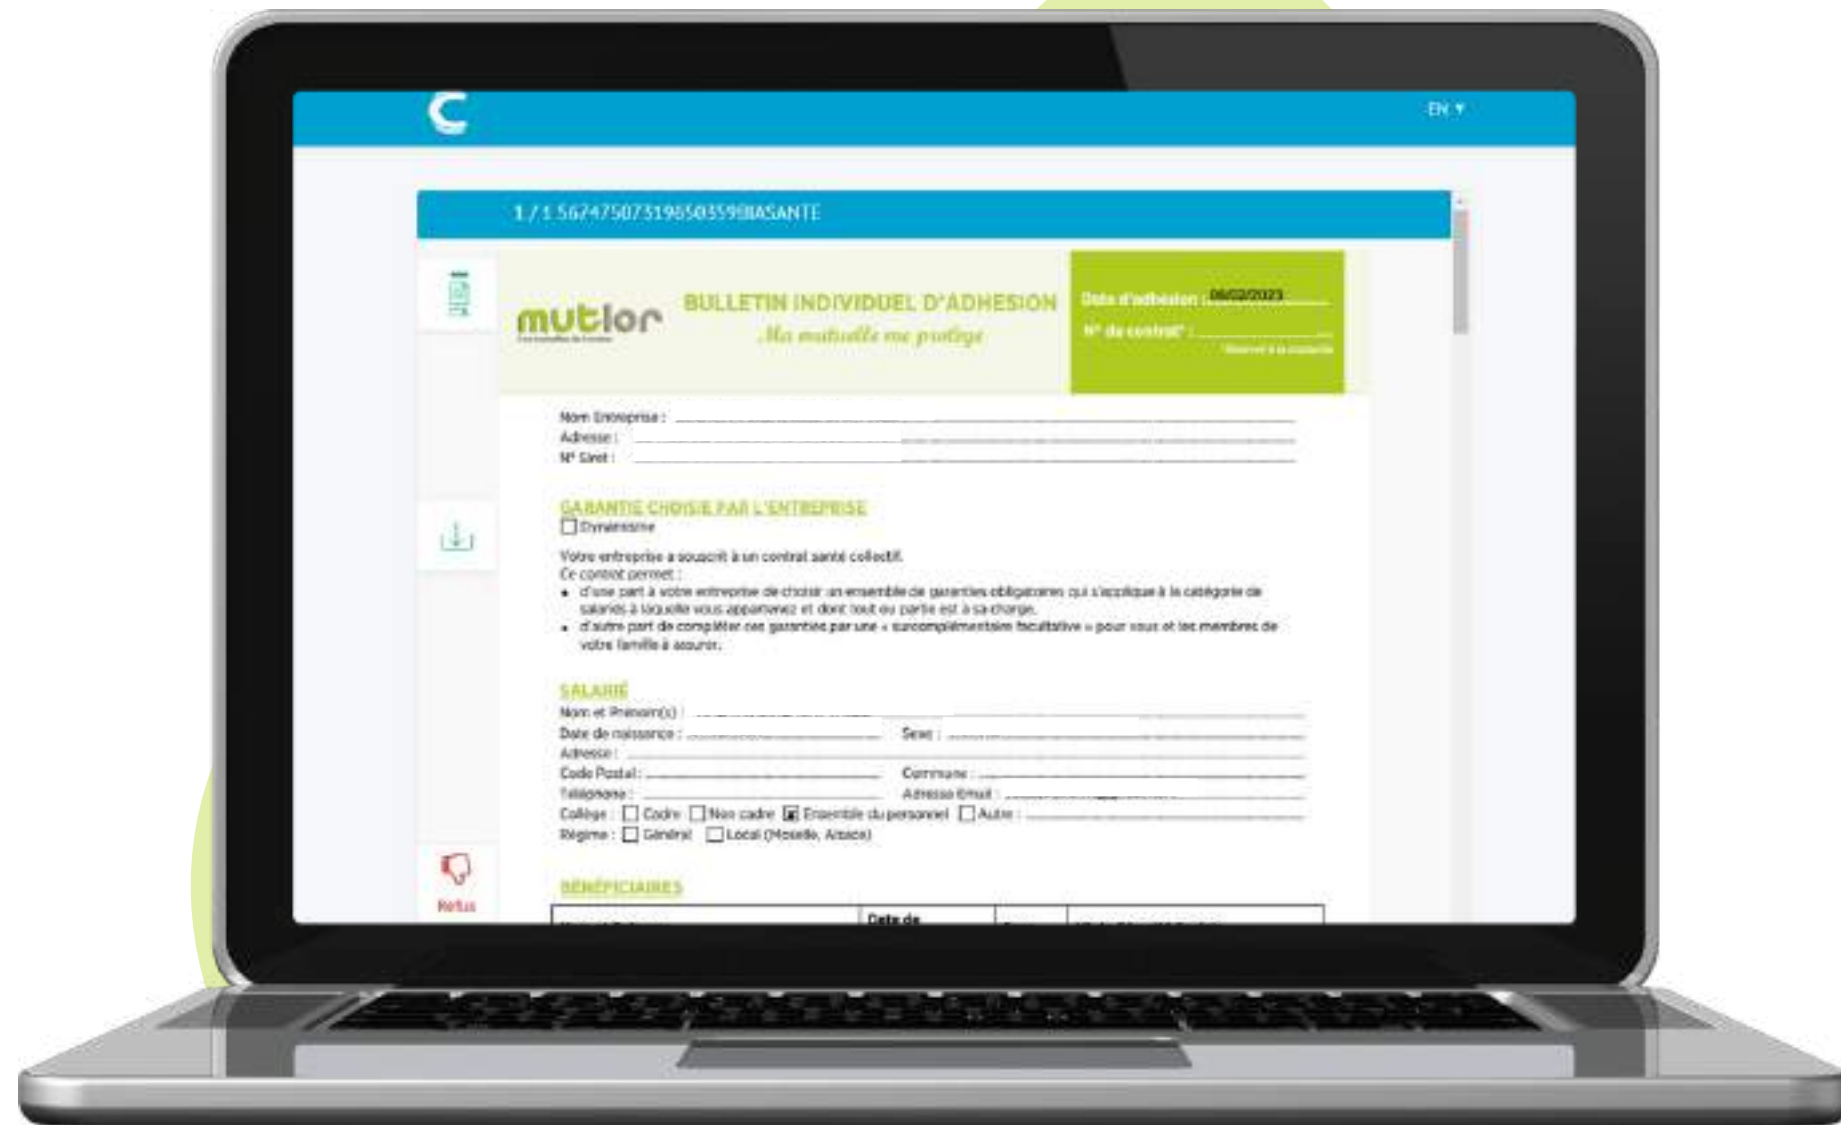 C
EN ▼
1 / 1 567475073196503598IASANTE
mutlor
BULLETIN INDIVIDUEL D'ADHESION
Ma mutuelle me protège
Date d'adhésion : 06/02/2023
N° de contrat* :
Nom Entreprise :
Adresse :
N° Siret :
GARANTIE CHOISIE PAR L'ENTREPRISE
Dynamisme
Votre entreprise a souscrit à un contrat santé collectif.
Ce contrat permet :
• d'une part à votre entreprise de choisir un ensemble de garanties obligatoires qui s'applique à la catégorie de
salariés à laquelle vous appartenez et dont tout ou partie est à sa charge.
• d'autre part de compléter ces garanties par une « surcomplémentaire facultative » pour vous et les membres de
votre famille à assurer.
SALARIÉ
Nom et Prénom(s) :
Date de naissance : Sexe :
Adresse :
Code Postal : Commune :
Téléphone : Adresse Email :
Collège : Cadre Non cadre Ensemble du personnel Autre :
Régime : Général Local (Moselle, Alsace)
Refus
BÉNÉFICIAIRES
Date de